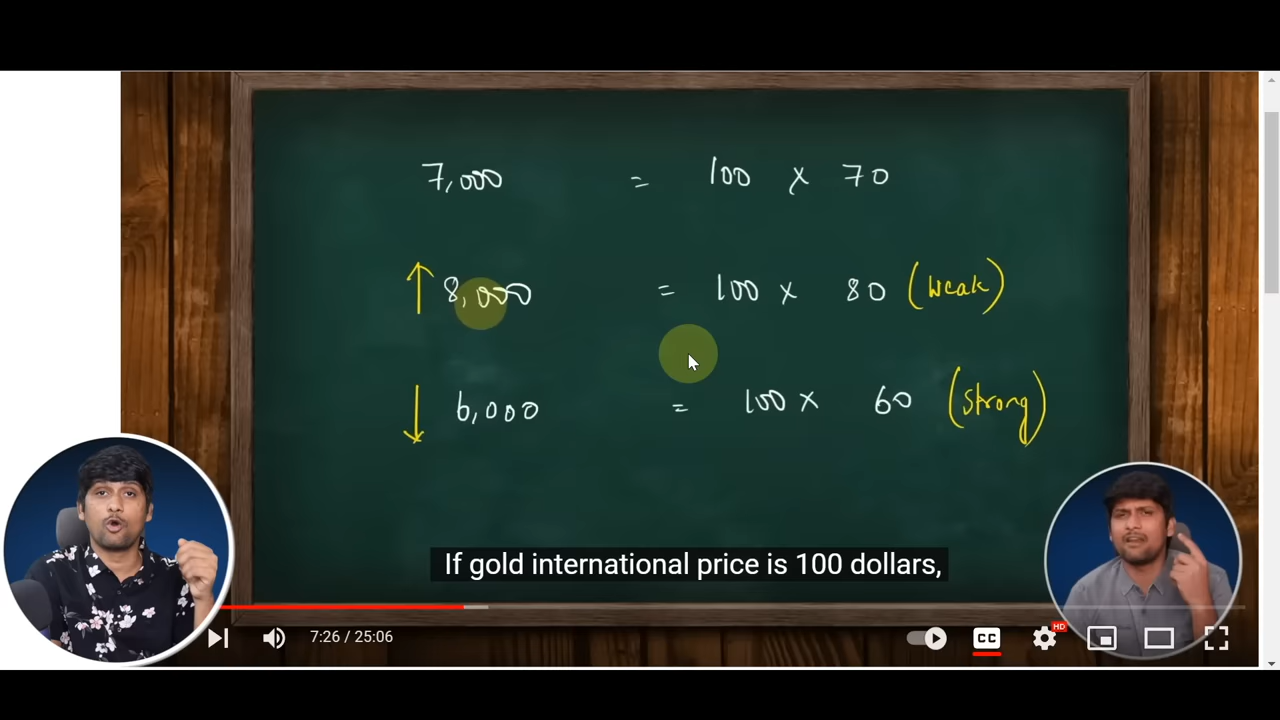 7,000 = 100 x 70
↑ 8,000 = 100 x 80 (weak)
↓ 6,000 = 100 x 60 (strong)
If gold international price is 100 dollars,
7:26 / 25:06
CC
HD